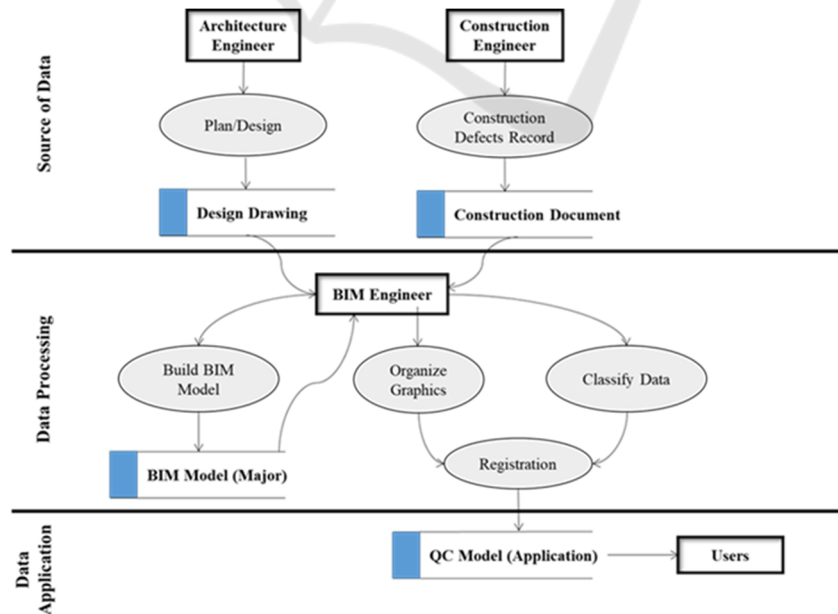 Source of Data
Architecture
Engineer
Construction
Engineer
Plan/Design
Construction
Defects Record
Design Drawing
Construction Document
Data Processing
BIM Engineer
Build BIM
Model
Organize
Graphics
Classify Data
BIM Model (Major)
Registration
Data
Application
QC Model (Application)
Users